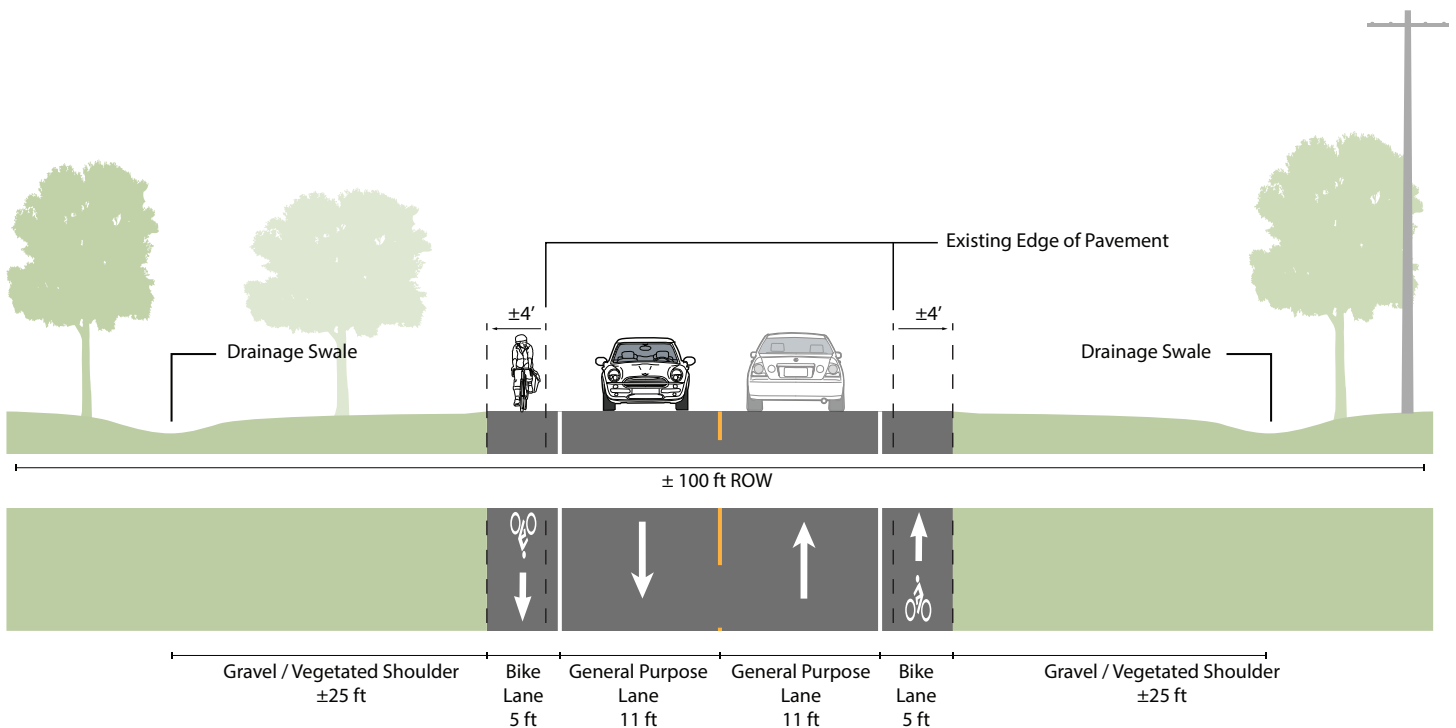 Existing Edge of Pavement
±4’
±4’
Drainage Swale
Drainage Swale
± 100 ft ROW
Gravel / Vegetated Shoulder
±25 ft
Bike
Lane
5 ft
General Purpose
Lane
11 ft
General Purpose
Lane
11 ft
Bike
Lane
5 ft
Gravel / Vegetated Shoulder
±25 ft